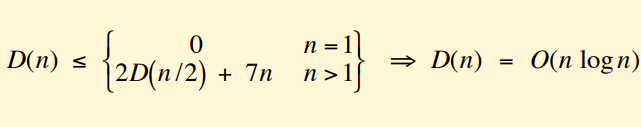 D(n) ≤ { 0 n = 1
2D(n/2) + 7n n > 1 } ⇒ D(n) = O(n log n)